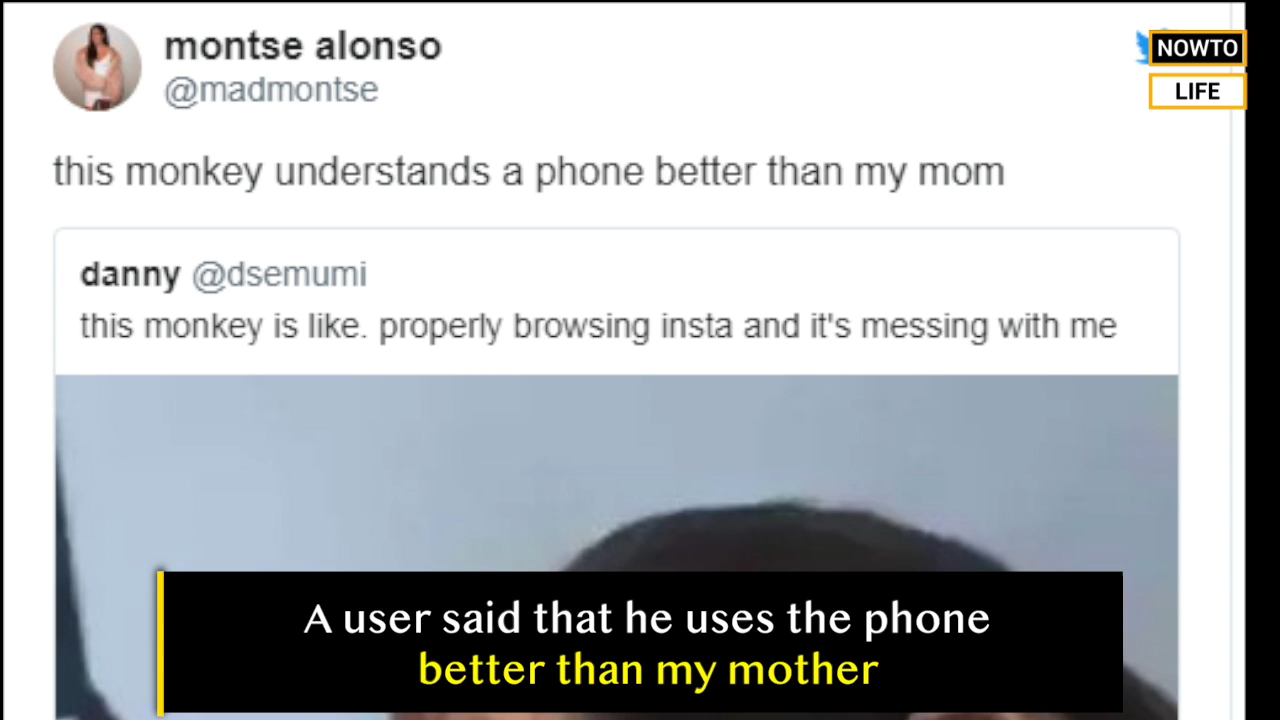 montse alonso
@madmontse
NOWTO
LIFE
this monkey understands a phone better than my mom
danny @dsemumi
this monkey is like. properly browsing insta and it's messing with me
A user said that he uses the phone
better than my mother